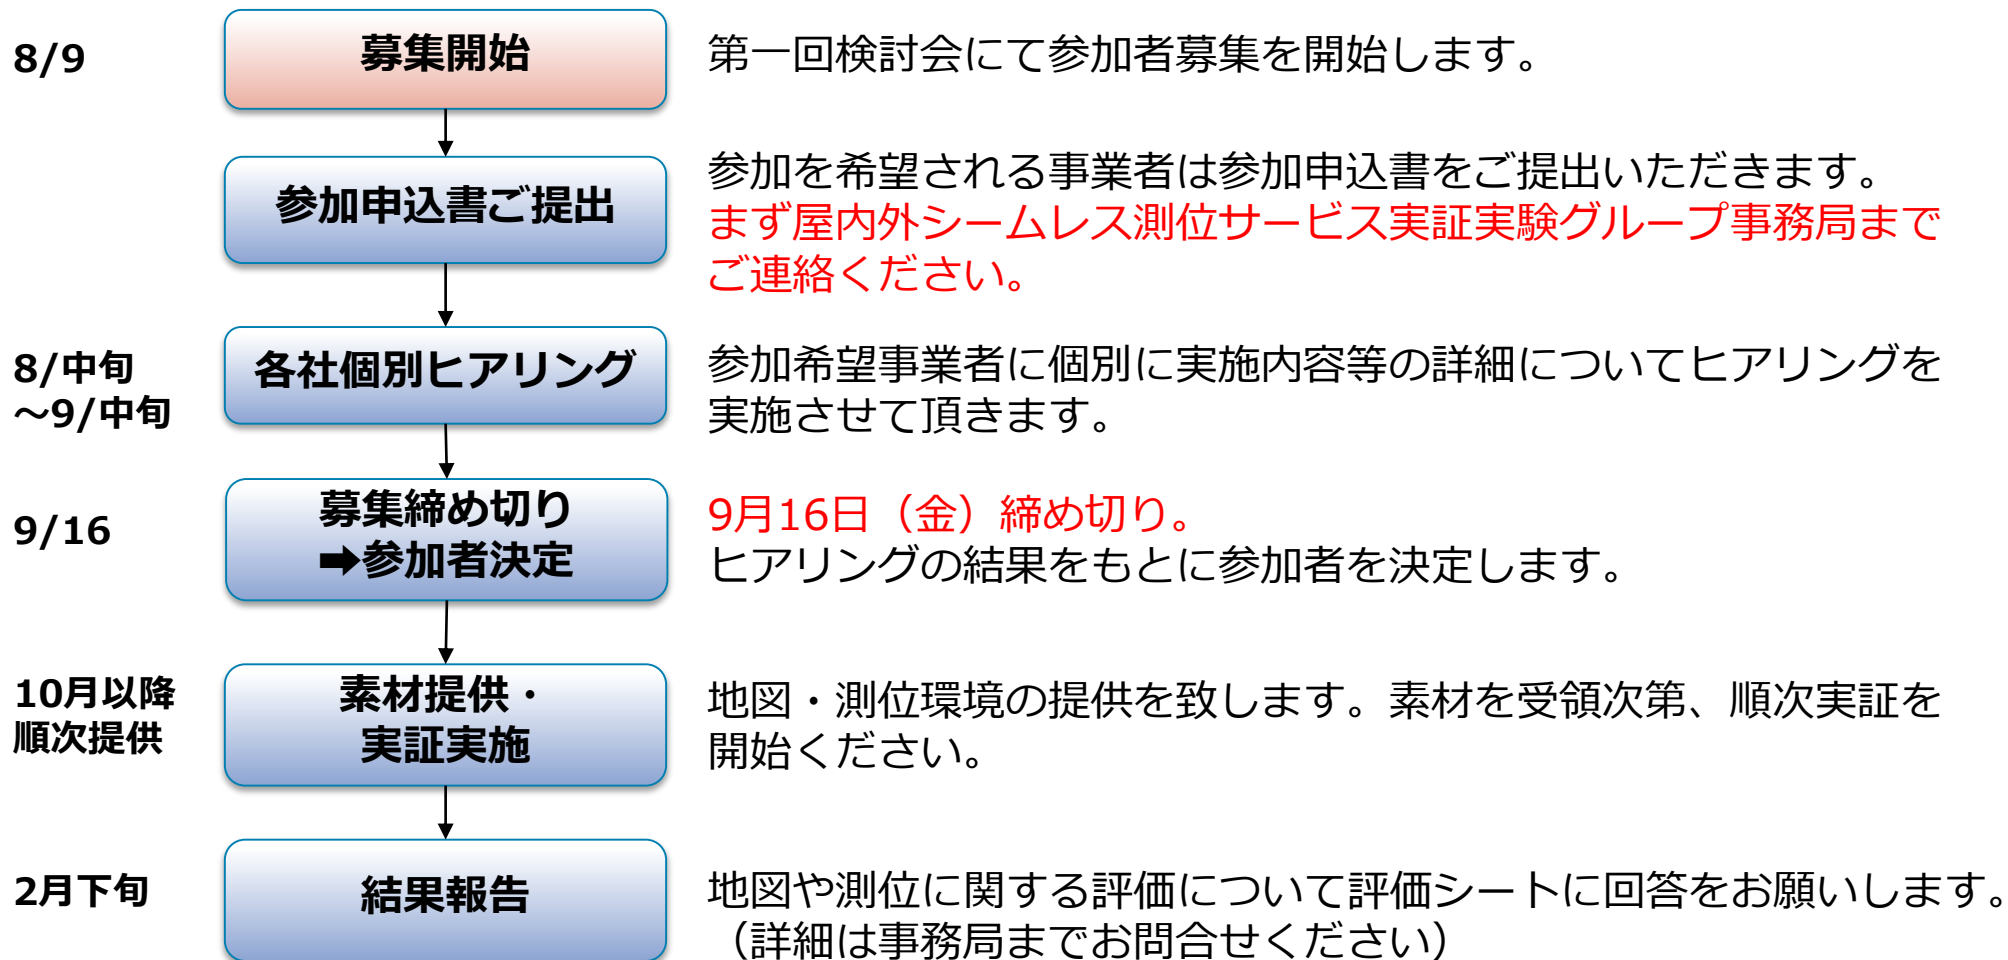 8/9
募集開始
第一回検討会にて参加者募集を開始します。
参加申込書ご提出
参加を希望される事業者は参加申込書をご提出いただきます。
まず屋内外シームレス測位サービス実証実験グループ事務局まで
ご連絡ください。
8/中旬
～9/中旬
各社個別ヒアリング
参加希望事業者に個別に実施内容等の詳細についてヒアリングを
実施させて頂きます。
9/16
募集締め切り
➡参加者決定
9月16日（金）締め切り。
ヒアリングの結果をもとに参加者を決定します。
10月以降
順次提供
素材提供・
実証実施
地図・測位環境の提供を致します。素材を受領次第、順次実証を
開始ください。
2月下旬
結果報告
地図や測位に関する評価について評価シートに回答をお願いします。
（詳細は事務局までお問合せください）